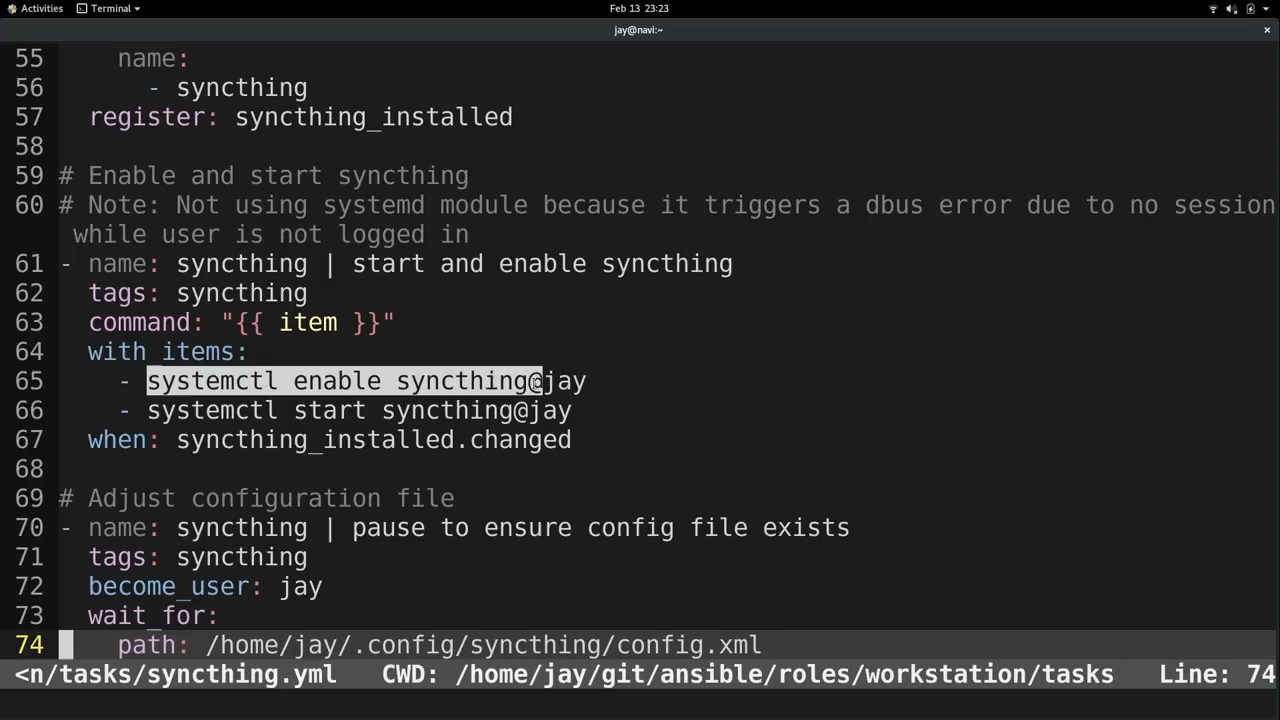 Activities Terminal Feb 13 23:23
jay@navi:~ ×
55 name:
56 - syncthing
57 register: syncthing_installed
58
59 # Enable and start syncthing
60 # Note: Not using systemd module because it triggers a dbus error due to no session
while user is not logged in
61 - name: syncthing | start and enable syncthing
62 tags: syncthing
63 command: "{{ item }}"
64 with_items:
65 - systemctl enable syncthing@jay
66 - systemctl start syncthing@jay
67 when: syncthing_installed.changed
68
69 # Adjust configuration file
70 - name: syncthing | pause to ensure config file exists
71 tags: syncthing
72 become_user: jay
73 wait_for:
74 path: /home/jay/.config/syncthing/config.xml
<n/tasks/syncthing.yml CWD: /home/jay/git/ansible/roles/workstation/tasks Line: 74